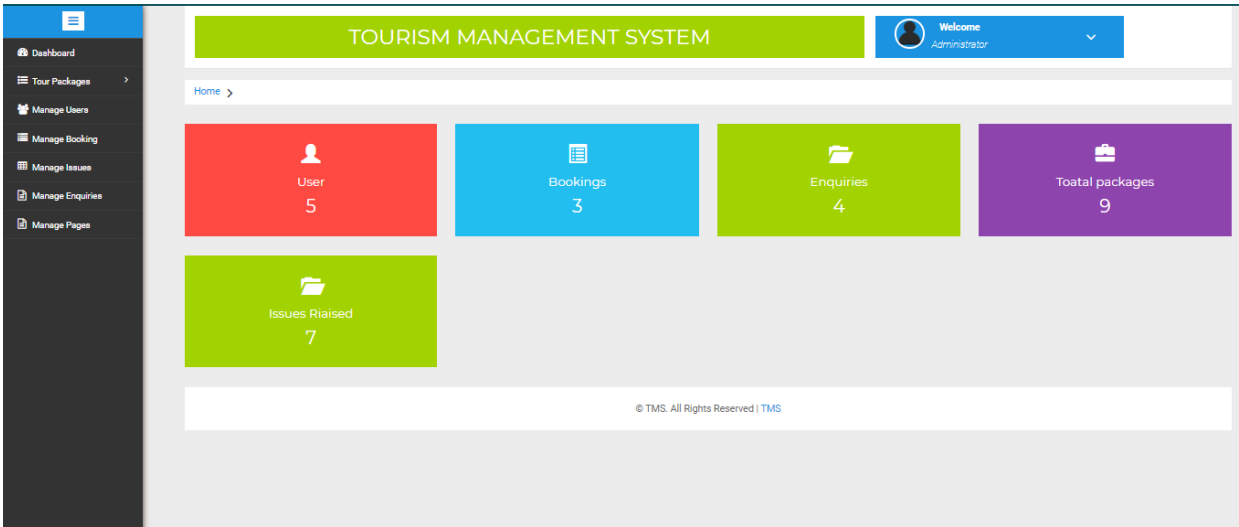 TOURISM MANAGEMENT SYSTEM
Welcome
Administrator
Dashboard
Tour Packages
Manage Users
Manage Booking
Manage Issues
Manage Enquiries
Manage Pages
Home
User
5
Bookings
3
Enquiries
4
Toatal packages
9
Issues Riaised
7
© TMS. All Rights Reserved | TMS